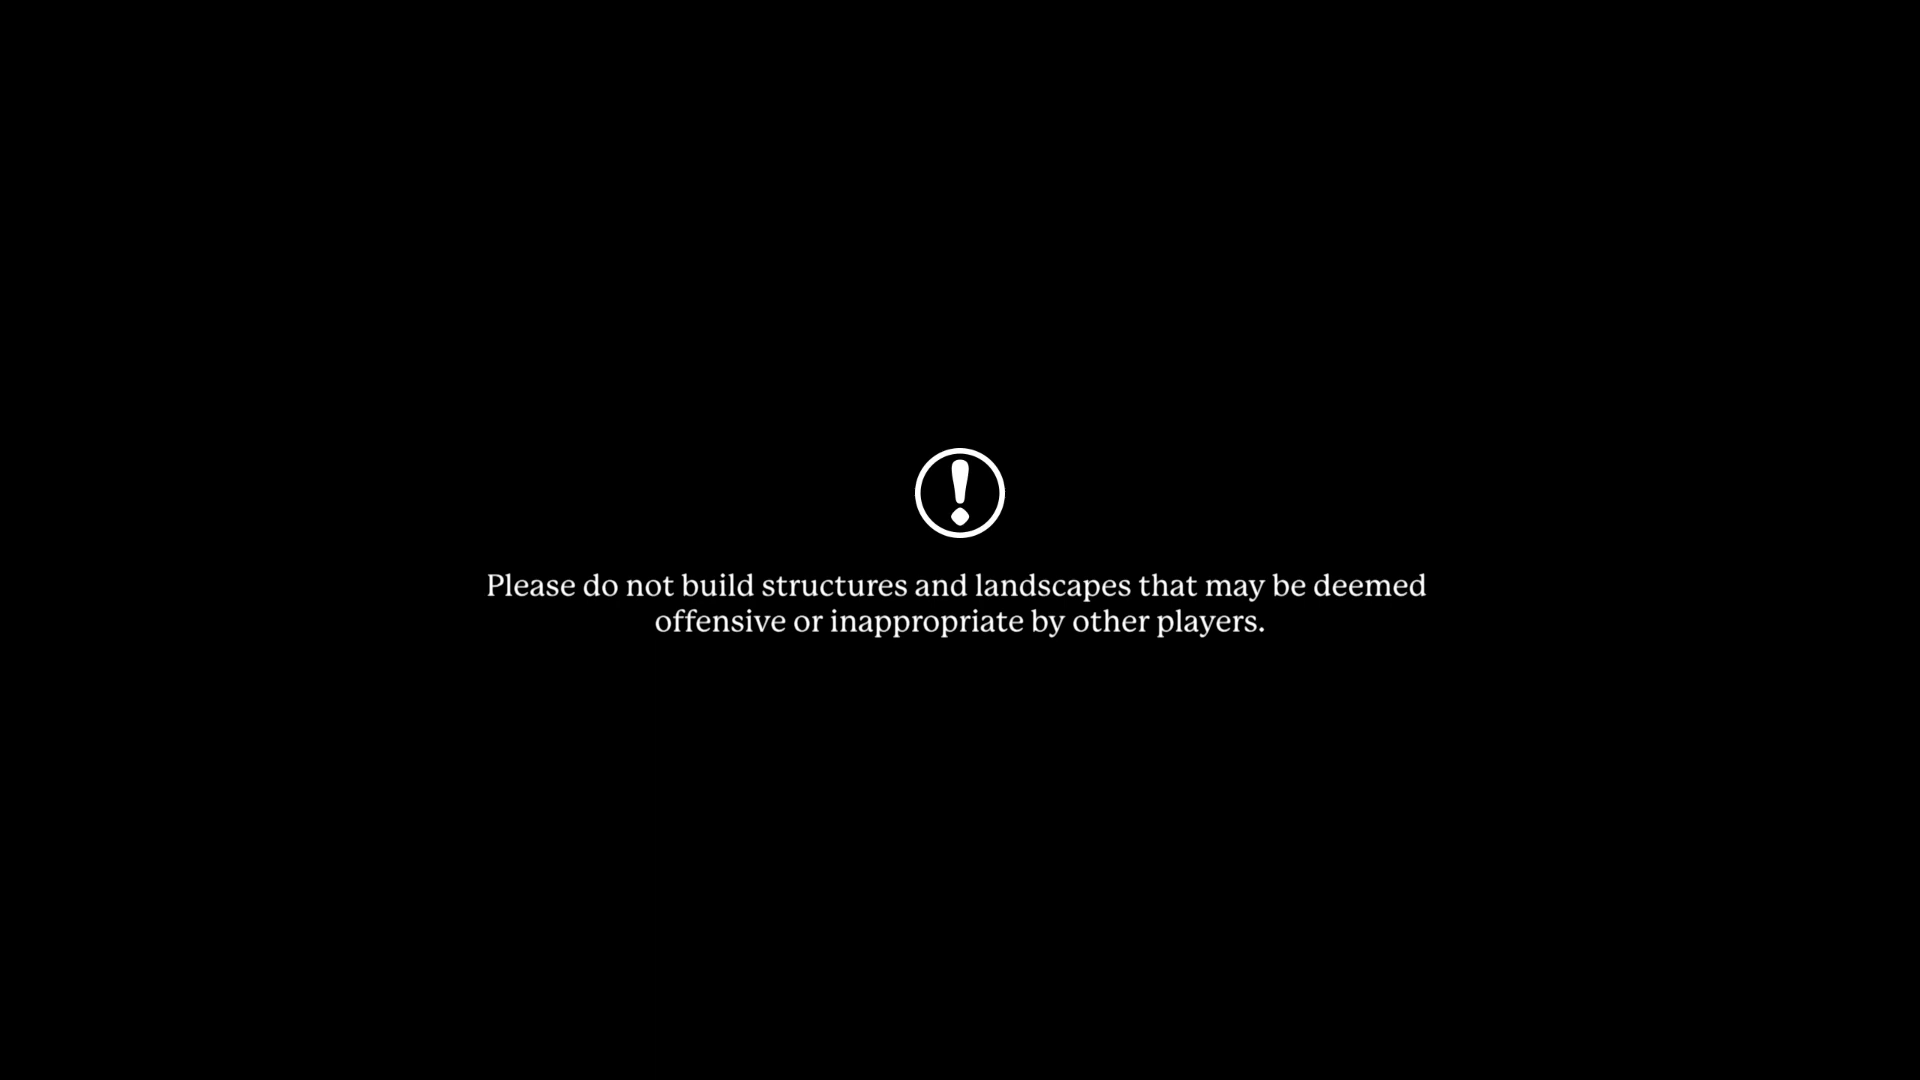 Please do not build structures and landscapes that may be deemed
offensive or inappropriate by other players.